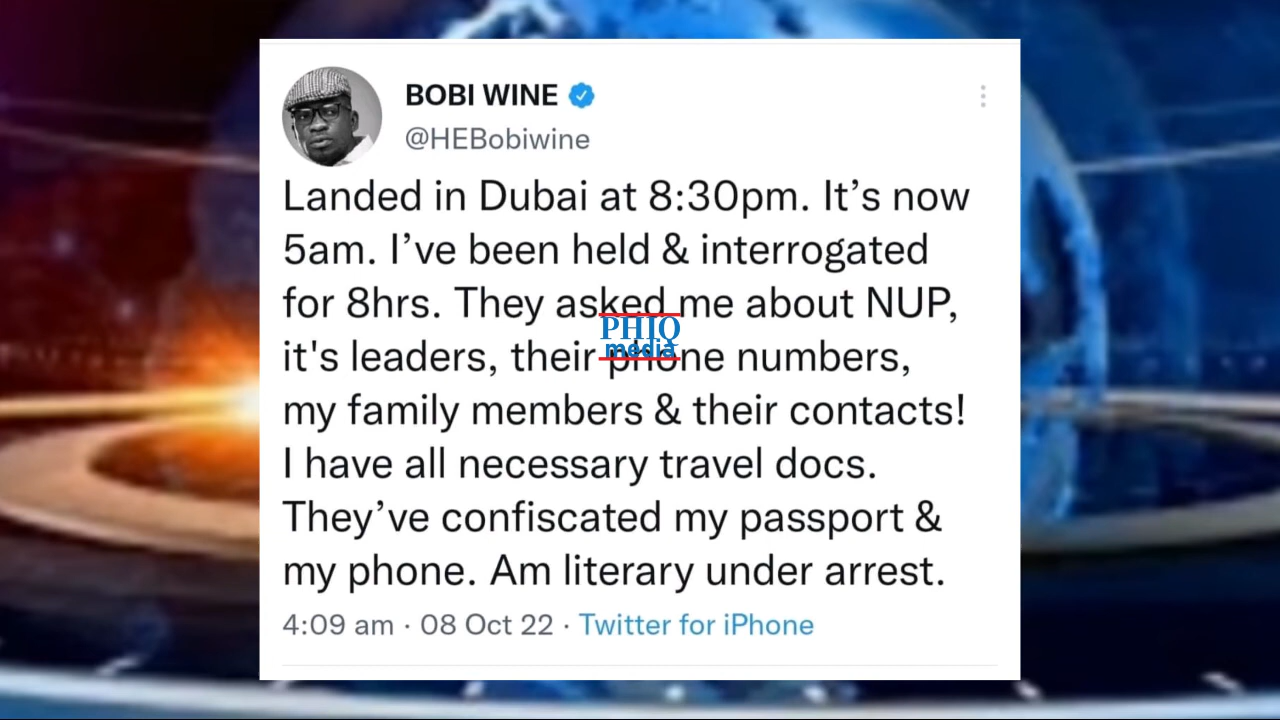 BOBI WINE
@HEBobiwine
Landed in Dubai at 8:30pm. It’s now
5am. I’ve been held & interrogated
for 8hrs. They asked me about NUP,
it's leaders, their phone numbers,
my family members & their contacts!
I have all necessary travel docs.
They’ve confiscated my passport &
my phone. Am literary under arrest.
4:09 am · 08 Oct 22 · Twitter for iPhone
PHIQ
media